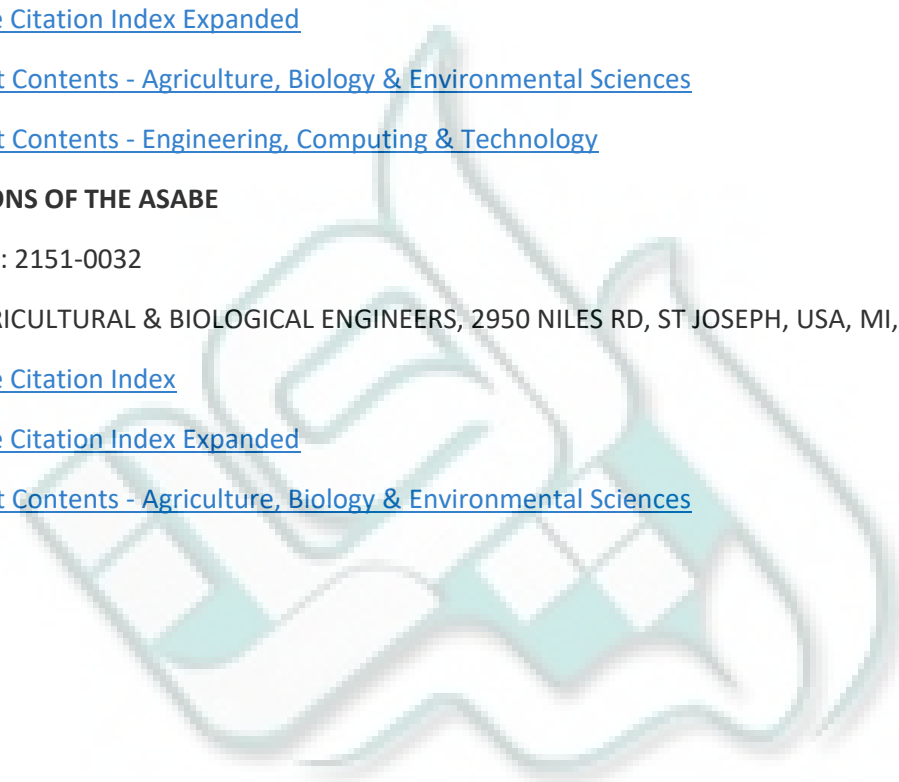 e Citation Index Expanded
t Contents - Agriculture, Biology & Environmental Sciences
t Contents - Engineering, Computing & Technology
ONS OF THE ASABE
: 2151-0032
RICULTURAL & BIOLOGICAL ENGINEERS, 2950 NILES RD, ST JOSEPH, USA, MI,
e Citation Index
e Citation Index Expanded
t Contents - Agriculture, Biology & Environmental Sciences